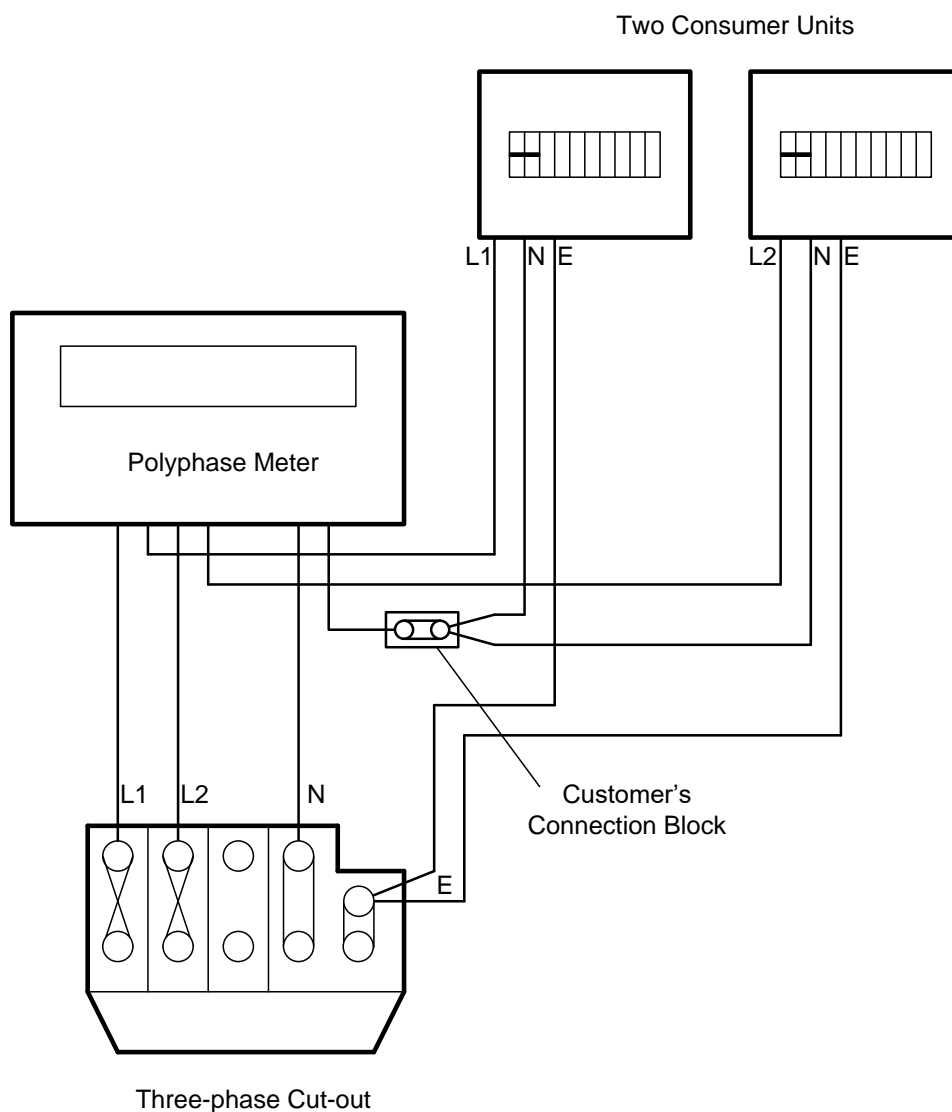 Two Consumer Units
L1 N E
L2 N E
Polyphase Meter
L1 L2 N
Customer's
Connection Block
E
Three-phase Cut-out